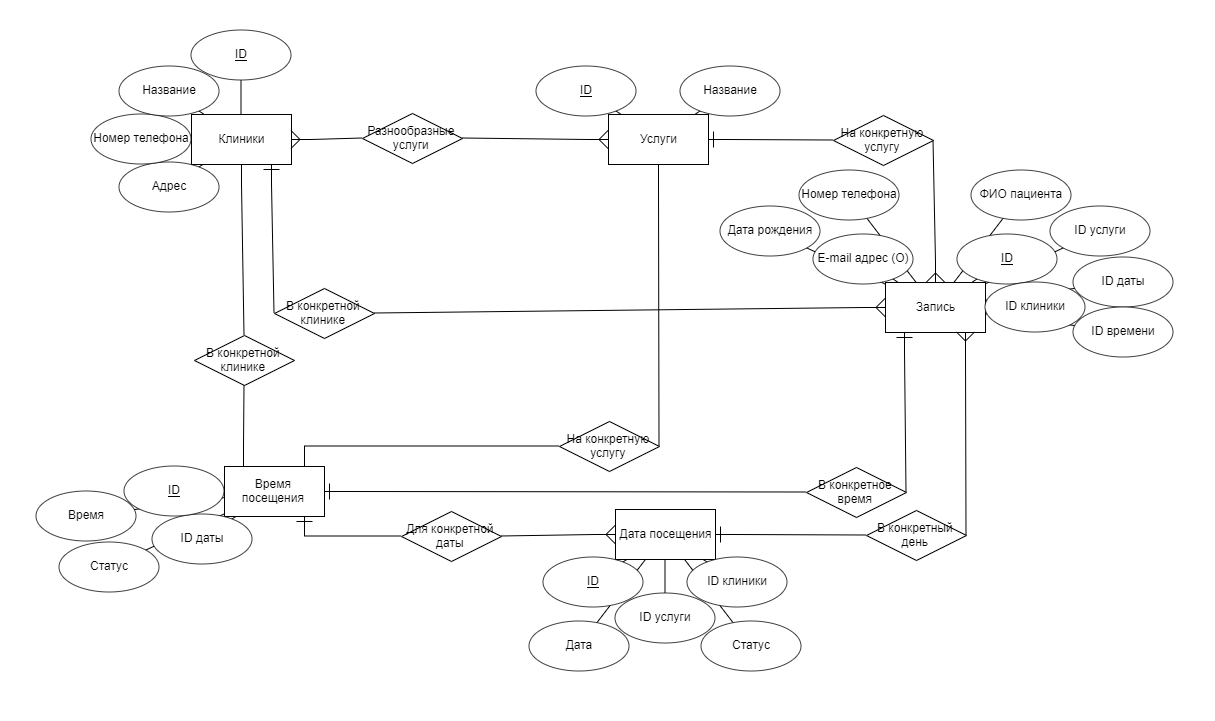 ID
Название
Номер телефона
Адрес
Клиники
Разнообразные
услуги
ID
Название
Услуги
На конкретную
услугу
Номер телефона
Дата рождения
E-mail адрес (О)
ФИО пациента
ID услуги
ID
ID даты
ID клиники
ID времени
Запись
В конкретной
клинике
В конкретной
клинике
На конкретную
услугу
Время
посещения
ID
Время
ID даты
Статус
В конкретное
время
Для конкретной
даты
Дата посещения
В конкретный
день
ID
ID клиники
ID услуги
Дата
Статус